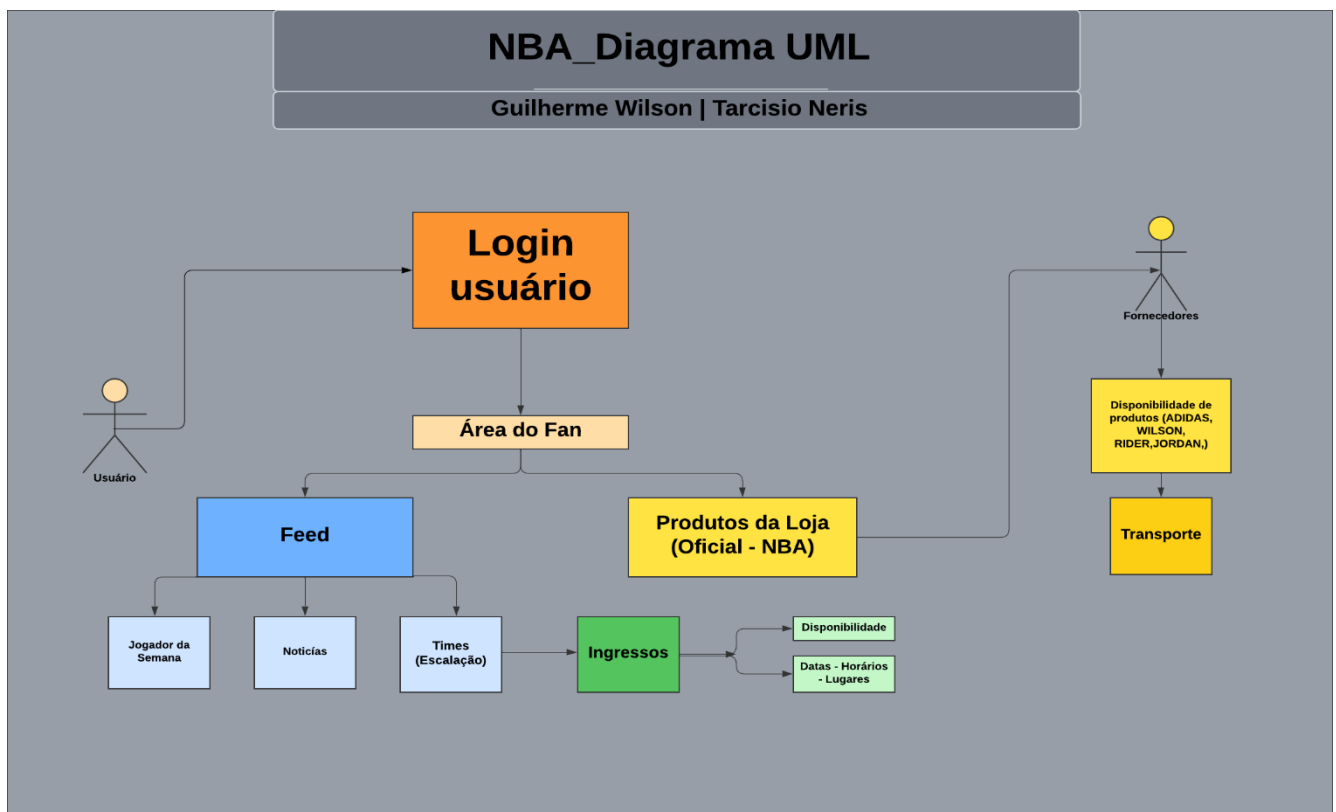 NBA_Diagrama UML
Guilherme Wilson | Tarcisio Neris
Login
usuário
Fornecedores
Usuário
Área do Fan
Disponibilidade de
produtos (ADIDAS,
WILSON,
RIDER,JORDAN,)
Feed
Produtos da Loja
(Oficial - NBA)
Transporte
Jogador da
Semana
Noticías
Times
(Escalação)
Ingressos
Disponibilidade
Datas - Horários
- Lugares